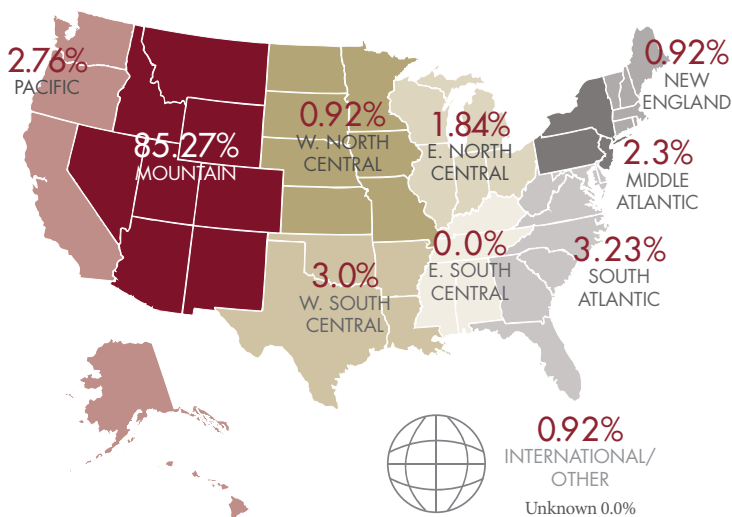 2.76%
PACIFIC
85.27%
MOUNTAIN
0.92%
W. NORTH
CENTRAL
1.84%
E. NORTH
CENTRAL
0.92%
NEW
ENGLAND
2.3%
MIDDLE
ATLANTIC
3.0%
W. SOUTH
CENTRAL
0.0%
E. SOUTH
CENTRAL
3.23%
SOUTH
ATLANTIC
0.92%
INTERNATIONAL/
OTHER
Unknown 0.0%